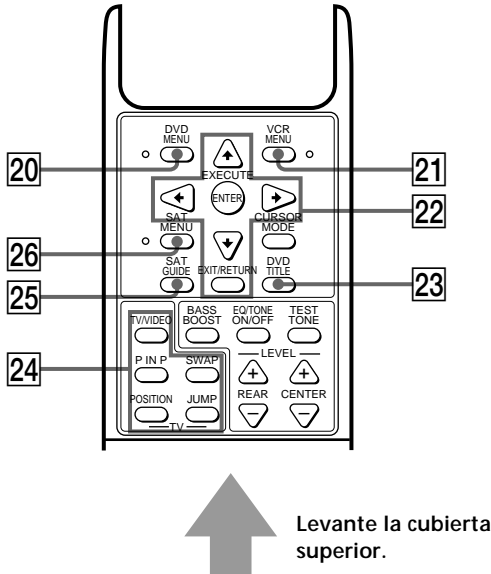 DVD
MENU
VCR
MENU
20
21
EXECUTE
ENTER
22
SAT
MENU
CURSOR
MODE
26
SAT
GUIDE
EXIT/RETURN
DVD
TITLE
25
23
TV/VIDEO
BASS
BOOST
EQ/TONE
ON/OFF
TEST
TONE
24
P IN P
SWAP
LEVEL
+
+
REAR
CENTER
POSITION
JUMP
−
−
TV
Levante la cubierta
superior.